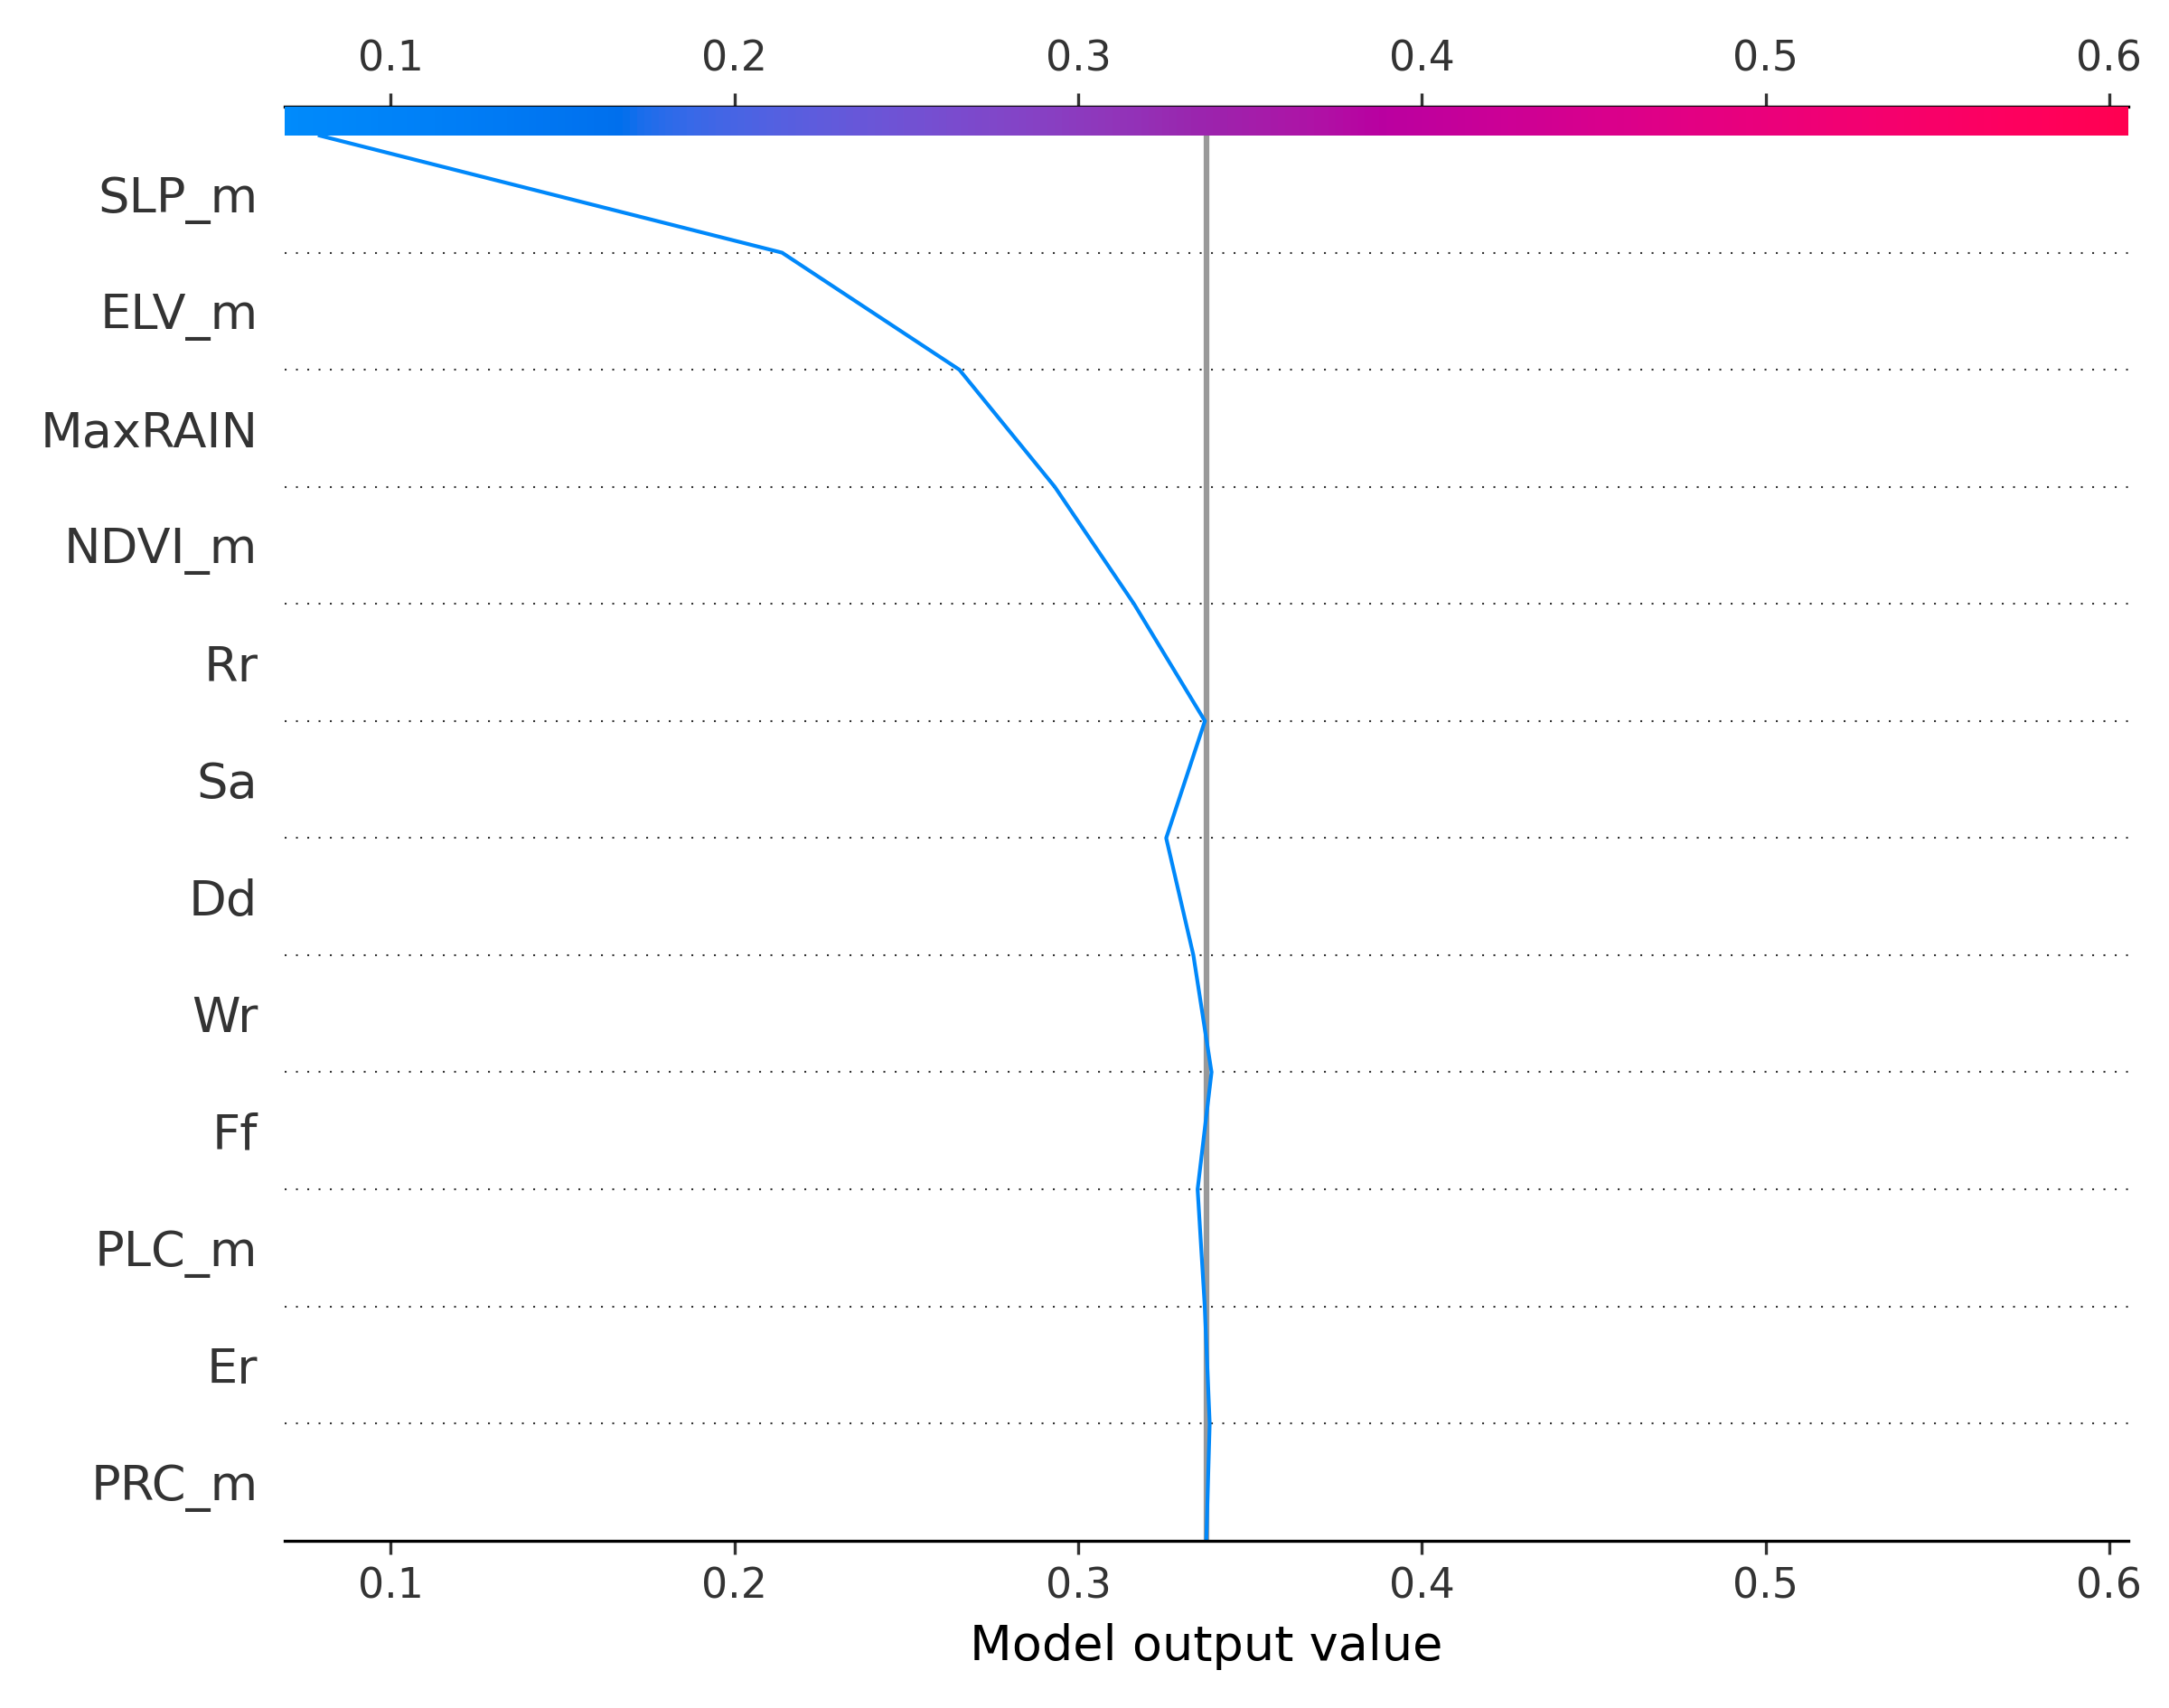 0.1 0.2 0.3 0.4 0.5 0.6
SLP_m
ELV_m
MaxRAIN
NDVI_m
Rr
Sa
Dd
Wr
Ff
PLC_m
Er
PRC_m
0.1 0.2 0.3 0.4 0.5 0.6
Model output value